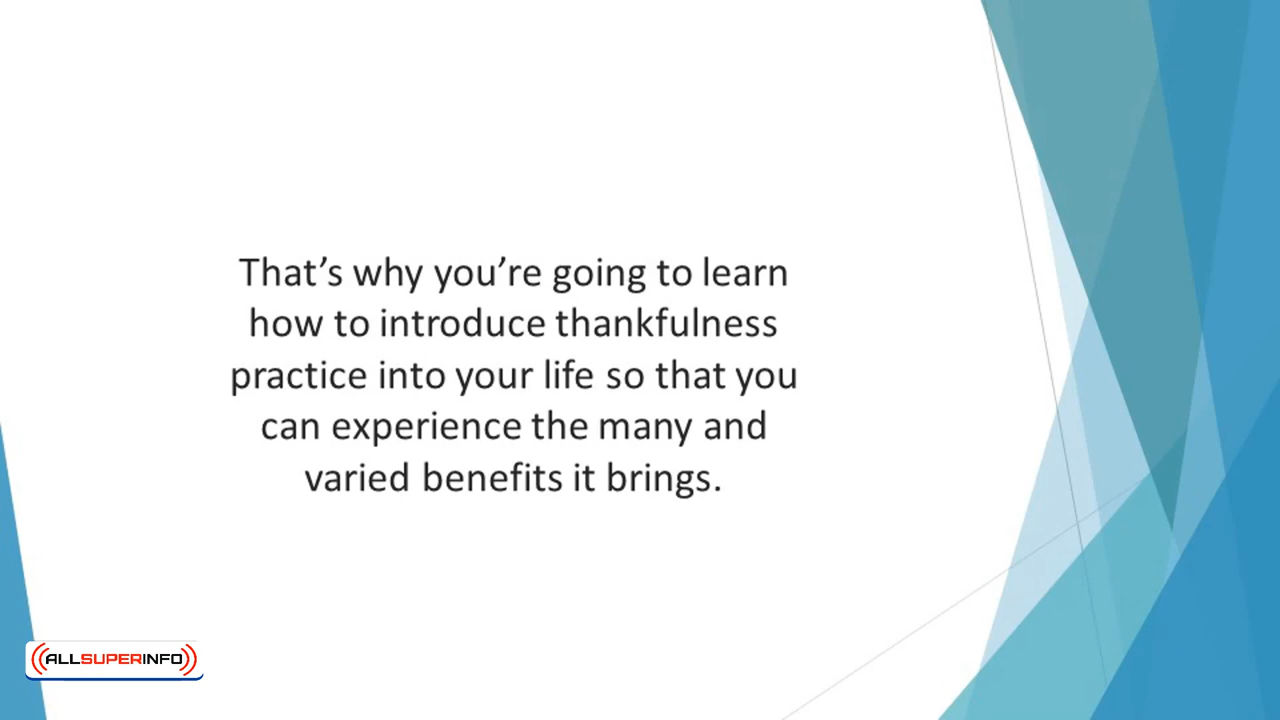 That’s why you’re going to learn
how to introduce thankfulness
practice into your life so that you
can experience the many and
varied benefits it brings.
ALLSUPERINFO